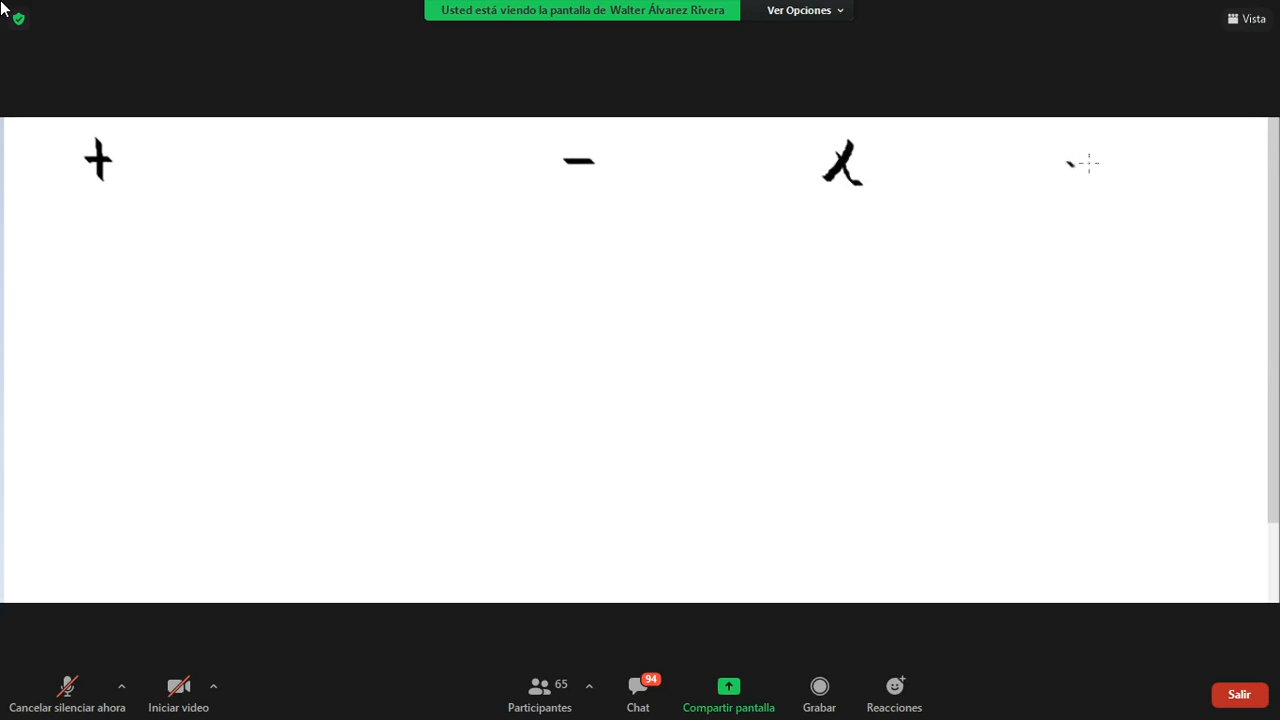 Usted está viendo la pantalla de Walter Álvarez Rivera
Ver Opciones
Vista
+ - x
65
94
Cancelar silenciar ahora
Iniciar video
Participantes
Chat
Compartir pantalla
Grabar
Reacciones
Salir